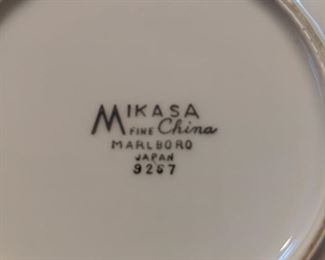 MIKASA
FINE China
MARLBORO
JAPAN
9267